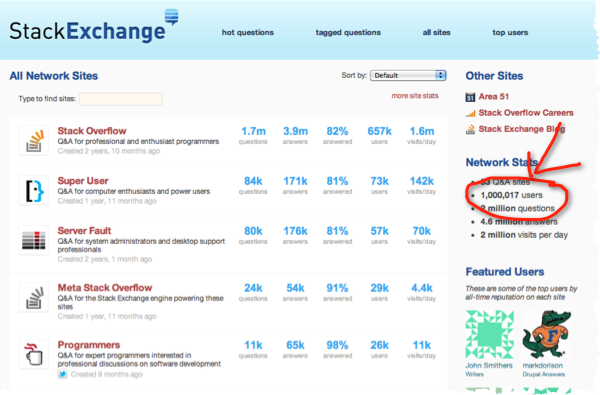 StackExchange
hot questions tagged questions all sites top users
All Network Sites
Sort by: Default
Type to find sites:
more site stats
Stack Overflow
Q&A for professional and enthusiast programmers
Created 2 years, 10 months ago
1.7m 3.9m 82% 657k 1.6m
questions answers answered users visits/day
Super User
Q&A for computer enthusiasts and power users
Created 1 year, 11 months ago
84k 171k 81% 73k 142k
questions answers answered users visits/day
Server Fault
Q&A for system administrators and desktop support
professionals
Created 2 years, 1 month ago
80k 176k 81% 57k 70k
questions answers answered users visits/day
Meta Stack Overflow
Q&A for the Stack Exchange engine powering these
sites
Created 1 year, 11 months ago
24k 54k 91% 29k 4.4k
questions answers answered users visits/day
Programmers
Q&A for expert programmers interested in
professional discussions on software development
Created 9 months ago
11k 65k 98% 26k 11k
questions answers answered users visits/day
Other Sites
51 Area 51
Stack Overflow Careers
Stack Exchange Blog
Network Stats
Q&A sites
1,000,017 users
2 million questions
4.6 million answers
2 million visits per day
Featured Users
These are some of the top users by
all-time reputation on each site
John Smithers
Writers
markdorison
Drupal Answers